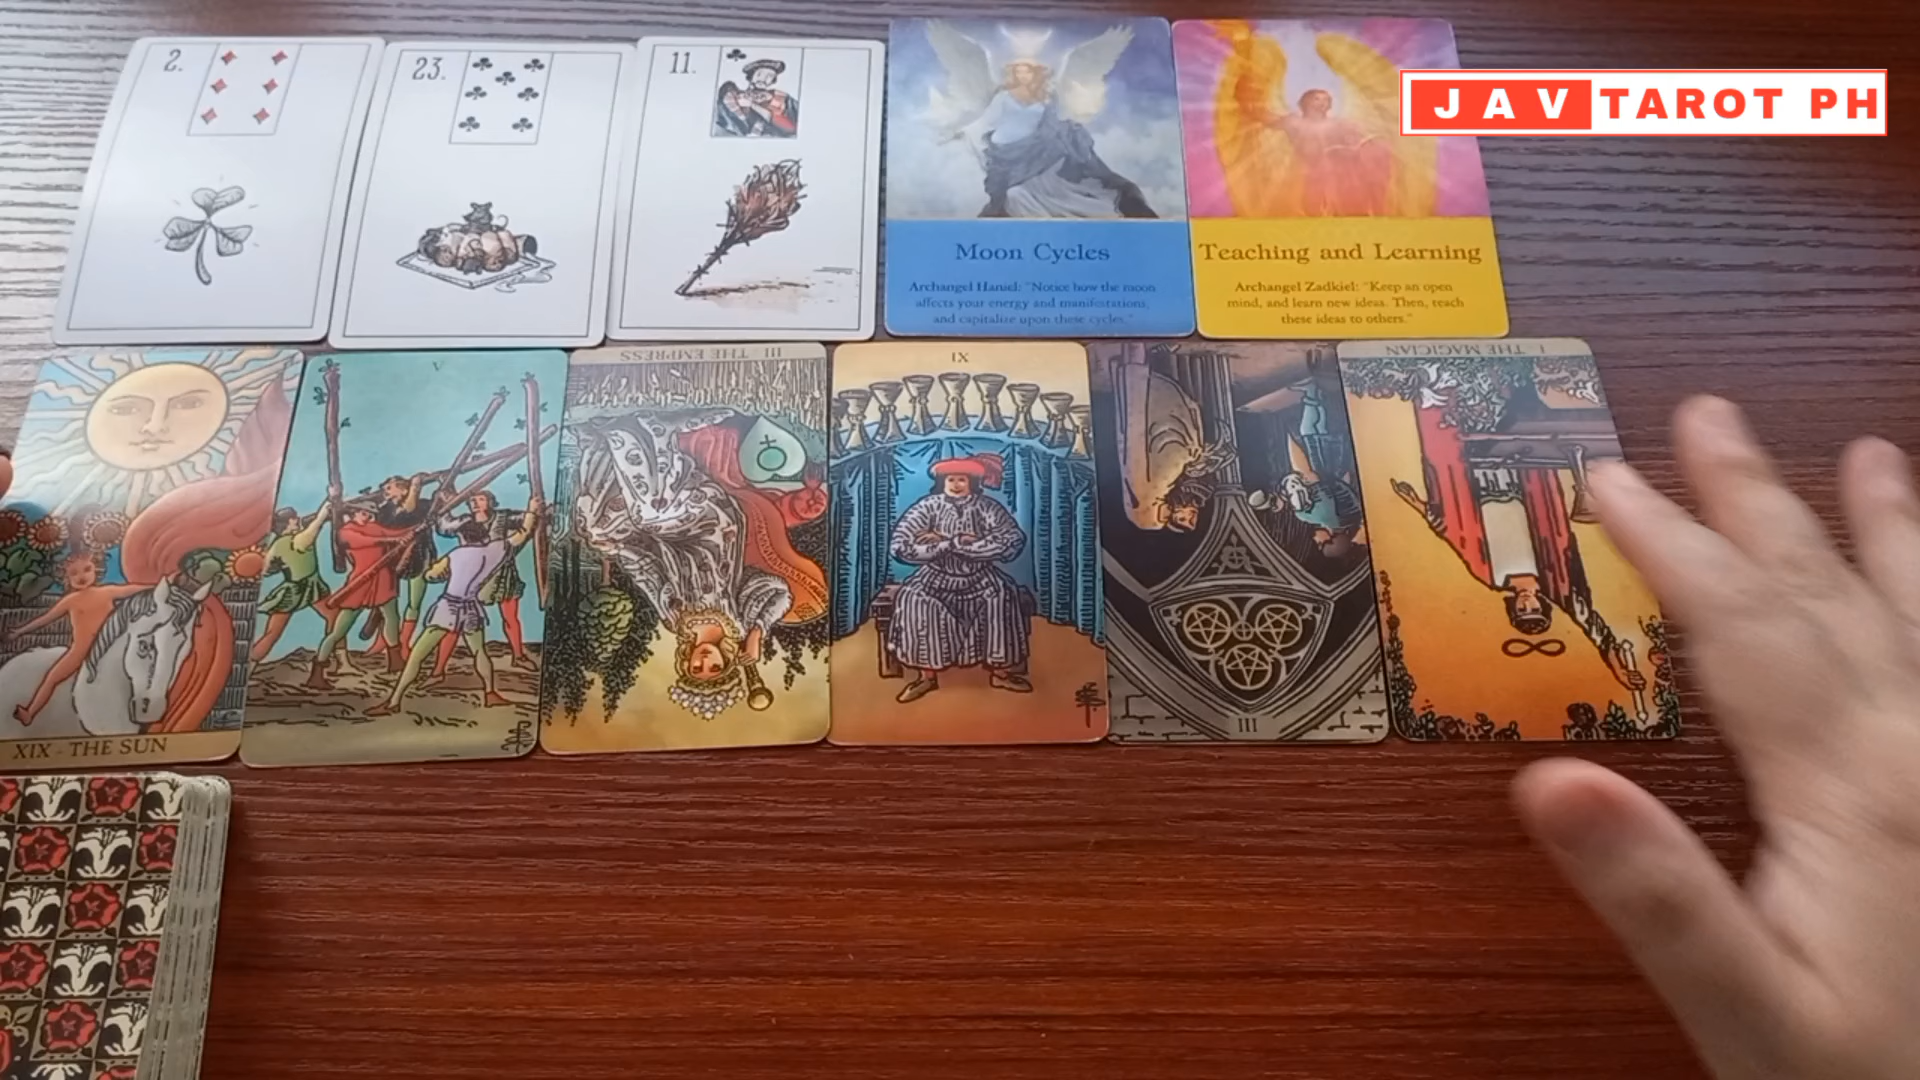 2.
23.
11.
JAV TAROT PH
Moon Cycles
Archangel Haniel: "Notice how the moon
affects your energy and manifestations,
and capitalize upon these cycles."
Teaching and Learning
Archangel Zadkiel: "Keep an open
mind, and learn new ideas. Then, teach
these ideas to others."
V
III THE EMPRESS
IX
I. THE MAGICIAN
XIX - THE SUN
III